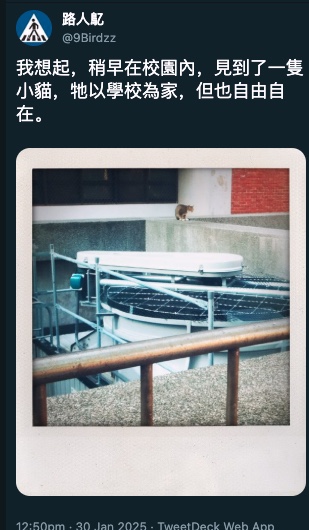 路人鳦
@9Birdzz
我想起，稍早在校園內，見到了一隻
小貓，牠以學校為家，但也自由自
在。
12:50pm · 30 Jan 2025 · TweetDeck Web App